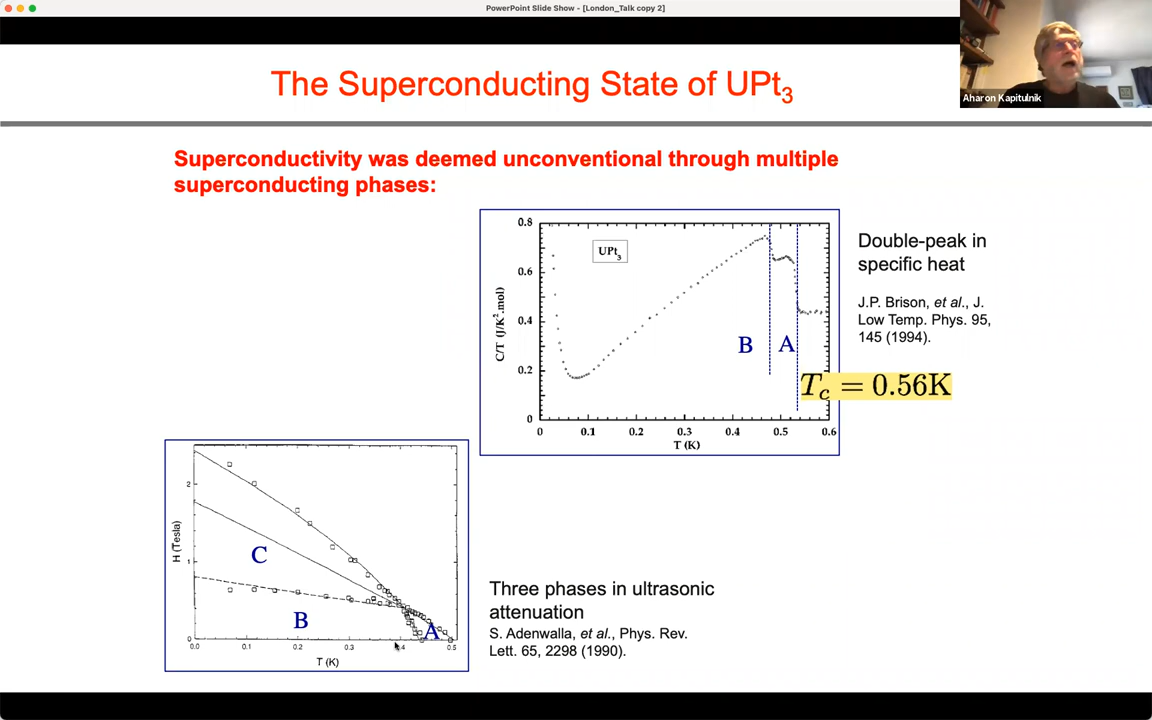 PowerPoint Slide Show - [London_Talk copy 2]
Aharon Kapitulnik
The Superconducting State of UPt3
Superconductivity was deemed unconventional through multiple
superconducting phases:
0.8
0.6
0.4
0.2
0
C/T (J/K2.mol)
UPt3
B
A
0
0.1
0.2
0.3
0.4
0.5
0.6
T (K)
Double-peak in
specific heat
J.P. Brison, et al., J.
Low Temp. Phys. 95,
145 (1994).
Tc = 0.56K
H (Tesla)
2
1
0
C
B
A
0.0
0.1
0.2
0.3
0.4
0.5
T (K)
Three phases in ultrasonic
attenuation
S. Adenwalla, et al., Phys. Rev.
Lett. 65, 2298 (1990).